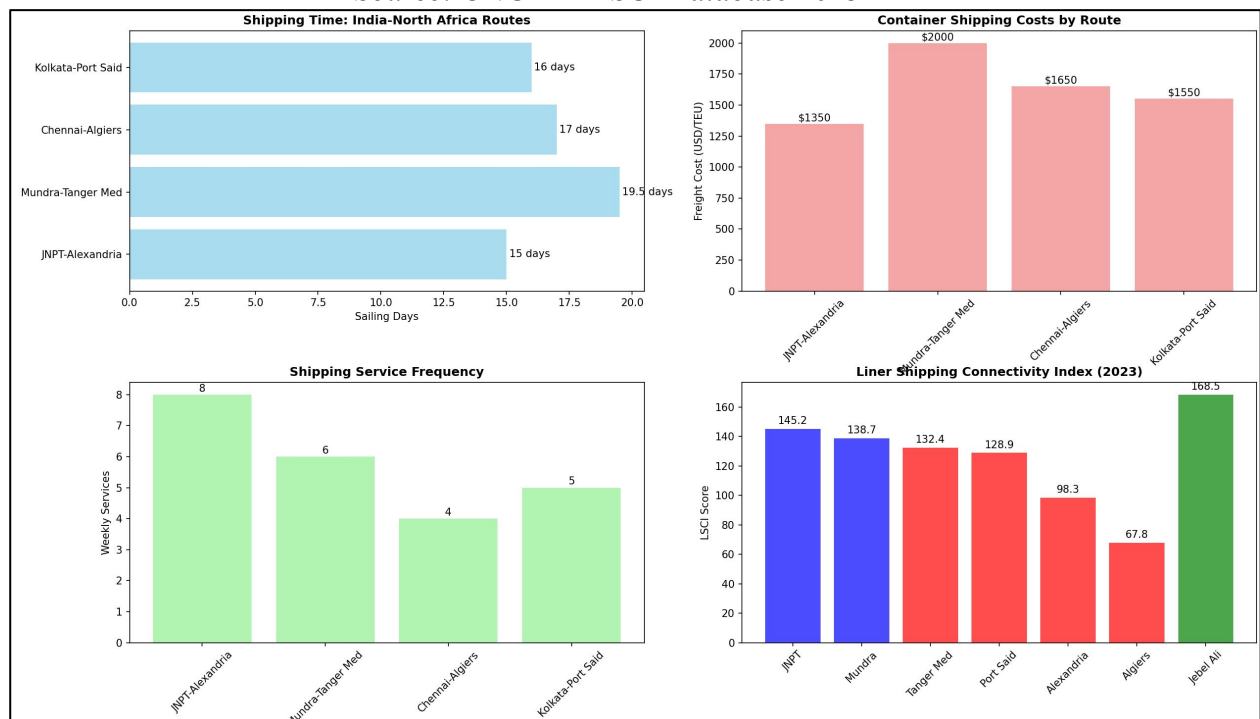 Shipping Time: India-North Africa Routes
Kolkata-Port Said
16 days
Chennai-Algiers
17 days
Mundra-Tanger Med
19.5 days
JNPT-Alexandria
15 days
0.0 2.5 5.0 7.5 10.0 12.5 15.0 17.5 20.0
Sailing Days
Container Shipping Costs by Route
Freight Cost (USD/TEU)
2000
1750
1500
1250
1000
750
500
250
0
$1350
$2000
$1650
$1550
JNPT-Alexandria
Mundra-Tanger Med
Chennai-Algiers
Kolkata-Port Said
Shipping Service Frequency
Weekly Services
8
7
6
5
4
3
2
1
0
8
6
4
5
JNPT-Alexandria
Mundra-Tanger Med
Chennai-Algiers
Kolkata-Port Said
Liner Shipping Connectivity Index (2023)
LSCI Score
160
140
120
100
80
60
40
20
0
145.2
138.7
132.4
128.9
98.3
67.8
168.5
JNPT
Mundra
Tanger Med
Port Said
Alexandria
Algiers
Jebel Ali